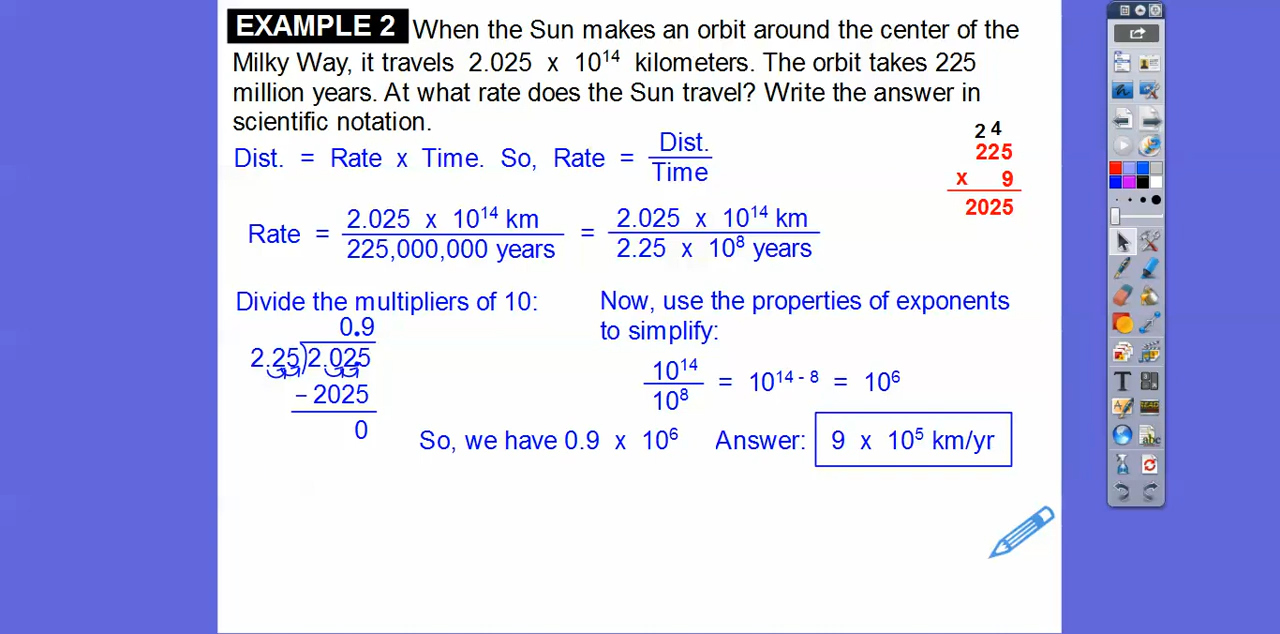 EXAMPLE 2 When the Sun makes an orbit around the center of the
Milky Way, it travels 2.025 x 10¹⁴ kilometers. The orbit takes 225
million years. At what rate does the Sun travel? Write the answer in
scientific notation.
Dist. = Rate x Time. So, Rate = Dist. / Time
2 4
225
x 9
2025
Rate = 2.025 x 10¹⁴ km / 225,000,000 years = 2.025 x 10¹⁴ km / 2.25 x 10⁸ years
Divide the multipliers of 10:
0.9
2.25)2.025
– 2025
0
Now, use the properties of exponents
to simplify:
10¹⁴ / 10⁸ = 10¹⁴ ⁻ ⁸ = 10⁶
So, we have 0.9 x 10⁶ Answer: 9 x 10⁵ km/yr
T
abc